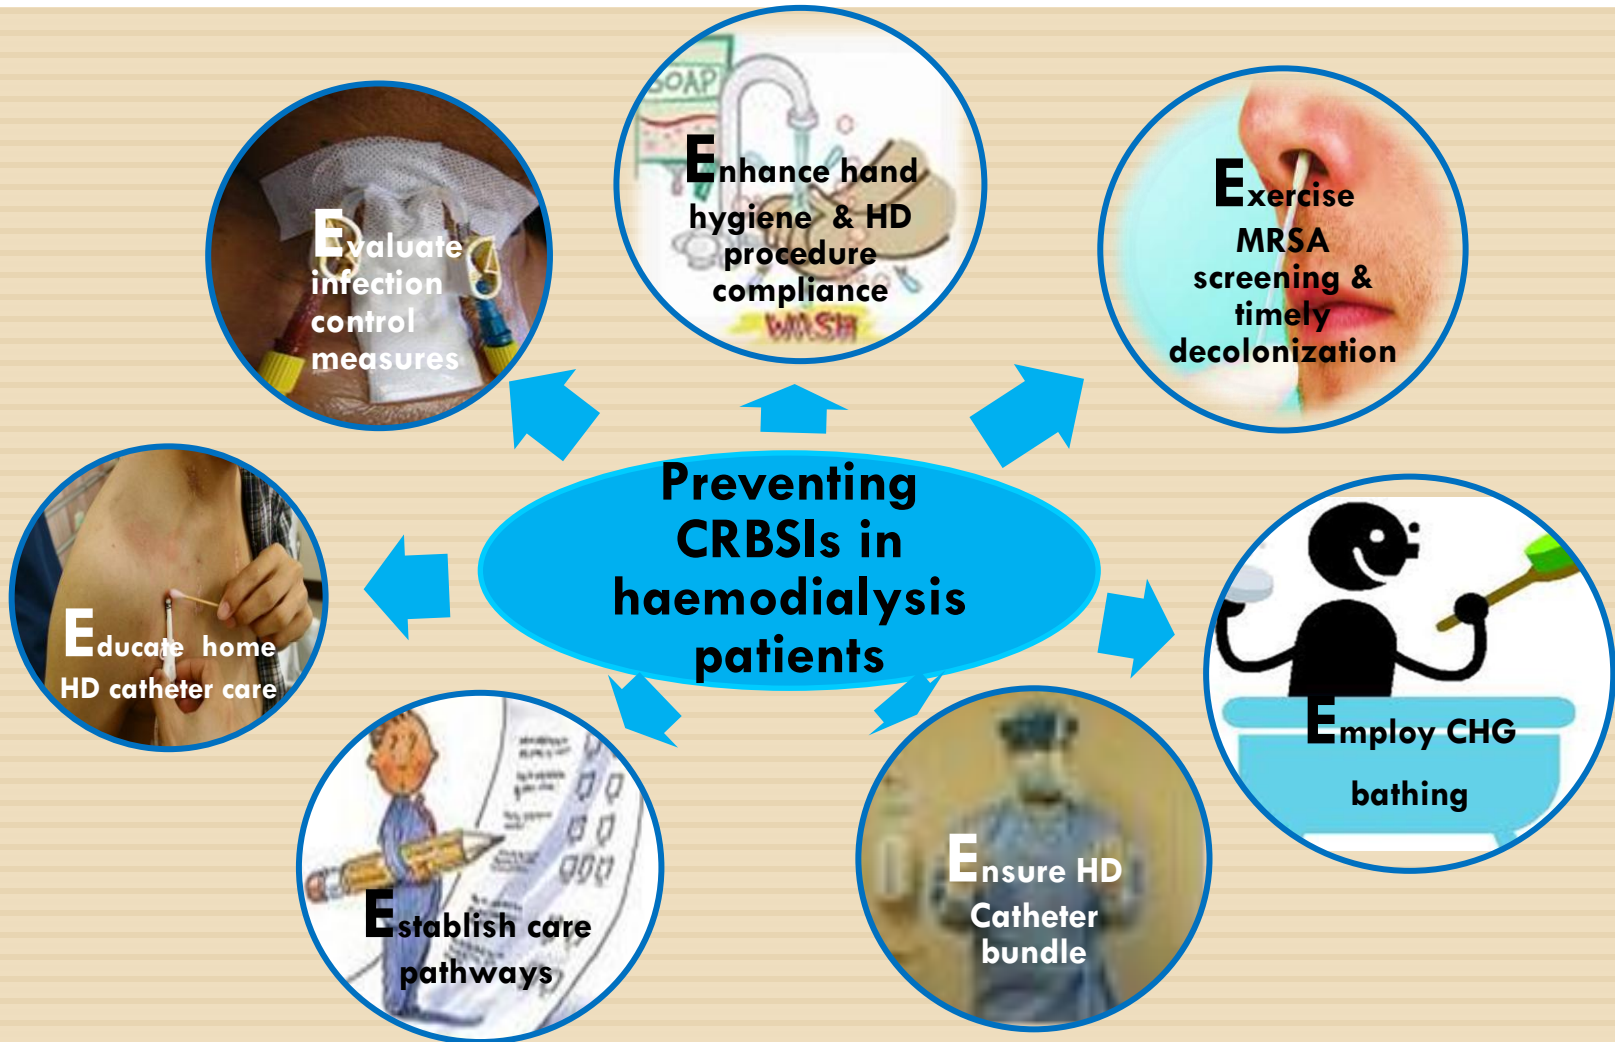 SOAP
Enhance hand
hygiene & HD
procedure
compliance
WASH
Exercise
MRSA
screening &
timely
decolonization
Evaluate
infection
control
measures
Preventing
CRBSIs in
haemodialysis
patients
Educate home
HD catheter care
Employ CHG
bathing
Establish care
pathways
Ensure HD
Catheter
bundle